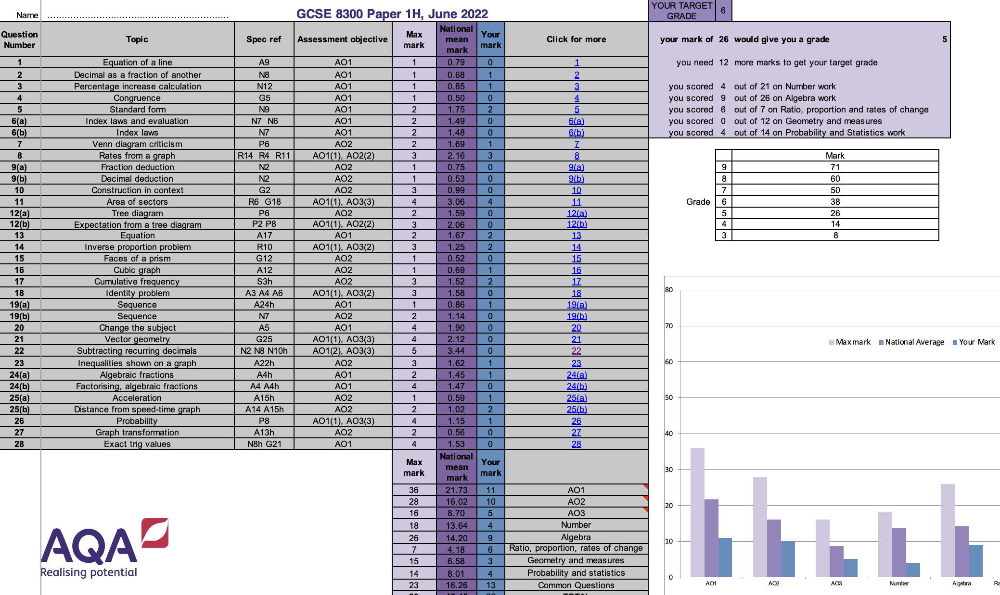 Name ............................................................ GCSE 8300 Paper 1H, June 2022 YOUR TARGET GRADE 6
Question Number Topic Spec ref Assessment objective Max mark National mean mark Your mark Click for more
1 Equation of a line A9 AO1 1 0.79 0 1
2 Decimal as a fraction of another N8 AO1 1 0.68 1 2
3 Percentage increase calculation N12 AO1 1 0.85 1 3
4 Congruence G5 AO1 1 0.50 0 4
5 Standard form N9 AO1 2 1.75 2 5
6(a) Index laws and evaluation N7 N6 AO1 2 1.49 0 6(a)
6(b) Index laws N7 AO1 2 1.48 0 6(b)
7 Venn diagram criticism P6 AO2 2 1.69 1 7
8 Rates from a graph R14 R4 R11 AO1(1), AO2(2) 3 2.16 3 8
9(a) Fraction deduction N2 AO2 1 0.75 0 9(a)
9(b) Decimal deduction N2 AO2 1 0.53 0 9(b)
10 Construction in context G2 AO2 3 0.99 0 10
11 Area of sectors R6 G18 AO1(1), AO3(3) 4 3.06 4 11
12(a) Tree diagram P6 AO2 2 1.59 0 12(a)
12(b) Expectation from a tree diagram P2 P8 AO1(1), AO2(2) 3 2.06 0 12(b)
13 Equation A17 AO1 2 1.67 2 13
14 Inverse proportion problem R10 AO1(1), AO3(2) 3 1.25 2 14
15 Faces of a prism G12 AO2 1 0.52 0 15
16 Cubic graph A12 AO2 1 0.69 1 16
17 Cumulative frequency S3h AO2 3 1.52 2 17
18 Identity problem A3 A4 A6 AO1(1), AO3(2) 3 1.58 0 18
19(a) Sequence A24h AO1 1 0.86 1 19(a)
19(b) Sequence N7 AO2 2 1.14 0 19(b)
20 Change the subject A5 AO1 4 1.90 0 20
21 Vector geometry G25 AO1(1), AO3(3) 4 2.12 0 21
22 Subtracting recurring decimals N2 N8 N10h AO1(2), AO3(3) 5 3.44 0 22
23 Inequalities shown on a graph A22h AO2 3 1.62 1 23
24(a) Algebraic fractions A4h AO1 2 1.45 1 24(a)
24(b) Factorising, algebraic fractions A4 A4h AO1 4 1.47 0 24(b)
25(a) Acceleration A15h AO2 1 0.59 1 25(a)
25(b) Distance from speed-time graph A14 A15h AO2 2 1.02 2 25(b)
26 Probability P8 AO1(1), AO3(3) 4 1.15 1 26
27 Graph transformation A13h AO2 2 0.56 0 27
28 Exact trig values N8h G21 AO1 4 1.53 0 28
Max mark National mean mark Your mark
36 21.73 11 AO1
28 16.02 10 AO2
16 8.70 5 AO3
18 13.64 4 Number
26 14.20 9 Algebra
7 4.18 6 Ratio, proportion, rates of change
15 6.58 3 Geometry and measures
14 8.01 4 Probability and statistics
23 16.26 13 Common Questions
AQA
Realising potential
your mark of 26 would give you a grade 5
you need 12 more marks to get your target grade
you scored 4 out of 21 on Number work
you scored 9 out of 26 on Algebra work
you scored 6 out of 7 on Ratio, proportion and rates of change
you scored 0 out of 12 on Geometry and measures
you scored 4 out of 14 on Probability and Statistics work
Mark
9 71
8 60
7 50
Grade 6 38
5 26
4 14
3 8
80
70
Max mark National Average Your Mark
60
50
40
30
20
10
0
AO1 AO2 AO3 Number Algebra Ra